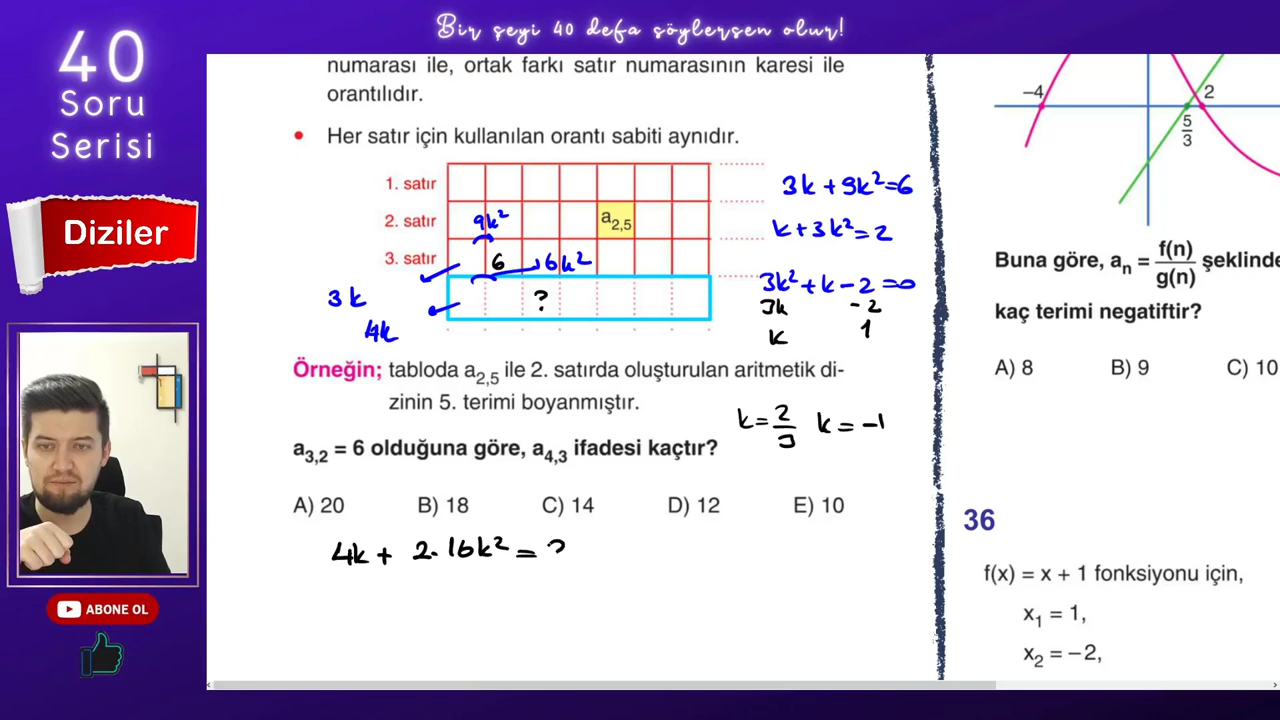 Bir şeyi 40 defa söylersen olur!
40
Soru
Serisi
Diziler
ABONE OL
numarası ile, ortak farkı satır numarasının karesi ile
orantılıdır.
• Her satır için kullanılan orantı sabiti aynıdır.
1. satır
2. satır
3. satır
a2,5
9k²
6
6k²
?
3k
4k
3k + 9k² = 6
k + 3k² = 2
3k² + k - 2 = 0
3k -2
k 1
Örneğin; tabloda a2,5 ile 2. satırda oluşturulan aritmetik di-
zinin 5. terimi boyanmıştır.
k = 2/3 k = -1
a3,2 = 6 olduğuna göre, a4,3 ifadesi kaçtır?
A) 20 B) 18 C) 14 D) 12 E) 10
4k + 2.16k² = ?
-4
2
5/3
Buna göre, an = f(n)/g(n) şeklinde
kaç terimi negatiftir?
A) 8 B) 9 C) 10
36
f(x) = x + 1 fonksiyonu için,
x1 = 1,
x2 = -2,